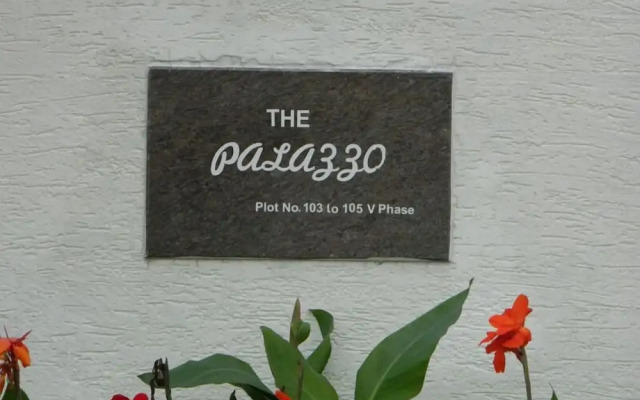 THE
PALAZZO
Plot No. 103 to 105 V Phase